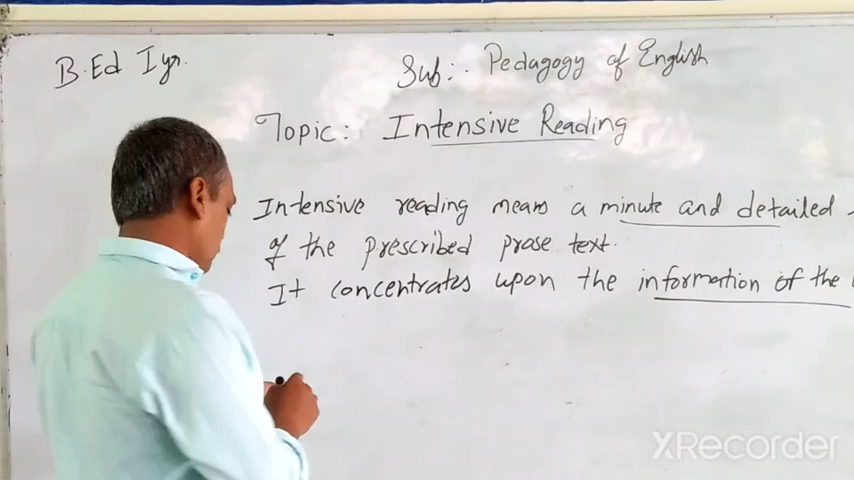 B.Ed I yr.
Sub:- Pedagogy of English
Topic: Intensive Reading
Intensive reading means a minute and detailed
of the prescribed prose text.
It concentrates upon the information of the
XRecorder